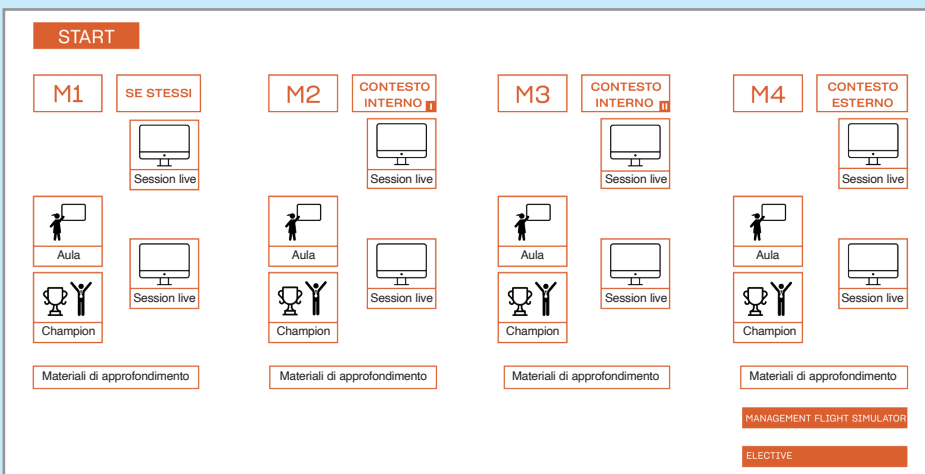 START
M1
SE STESSI
Session live
Aula
Session live
Champion
Materiali di approfondimento
M2
CONTESTO
INTERNO I
Session live
Aula
Session live
Champion
Materiali di approfondimento
M3
CONTESTO
INTERNO II
Session live
Aula
Session live
Champion
Materiali di approfondimento
M4
CONTESTO
ESTERNO
Session live
Aula
Session live
Champion
Materiali di approfondimento
MANAGEMENT FLIGHT SIMULATOR
ELECTIVE